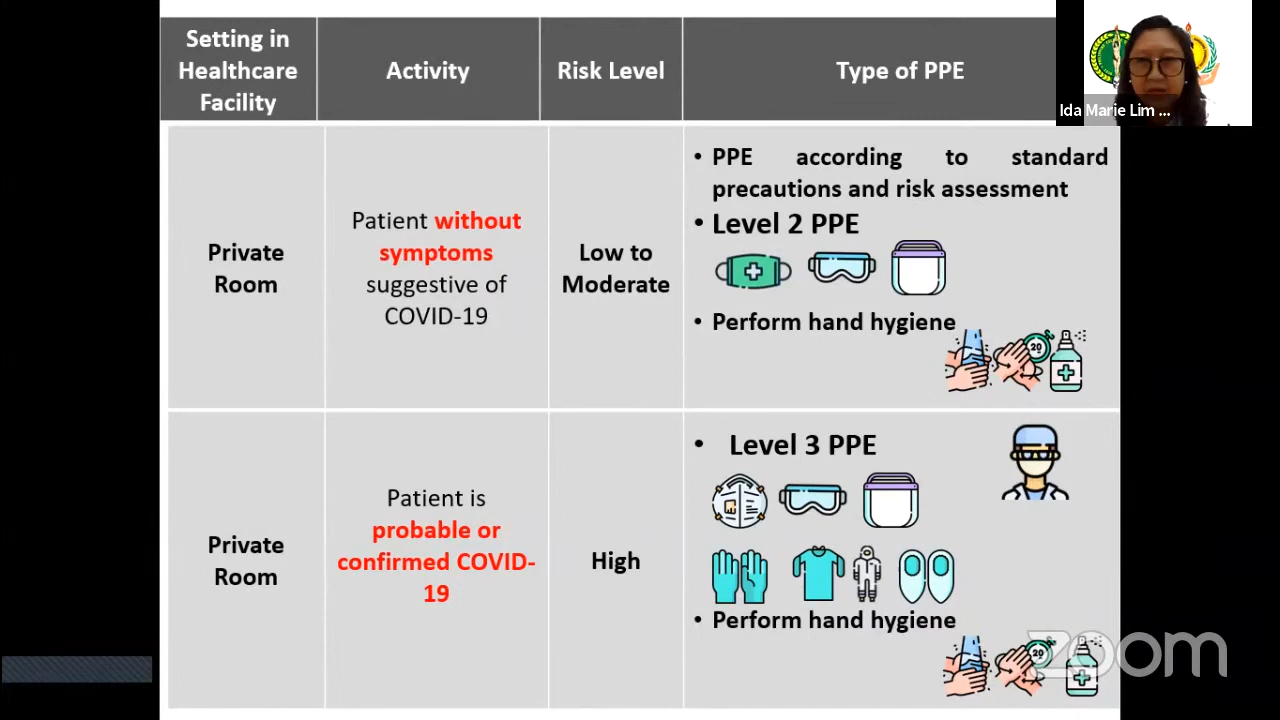 Setting in
Healthcare
Facility
Activity
Risk Level
Type of PPE
Ida Marie Lim ...
Private
Room
Patient without
symptoms
suggestive of
COVID-19
Low to
Moderate
• PPE according to standard
precautions and risk assessment
• Level 2 PPE
• Perform hand hygiene
20
Private
Room
Patient is
probable or
confirmed COVID-
19
High
• Level 3 PPE
• Perform hand hygiene
20
zoom